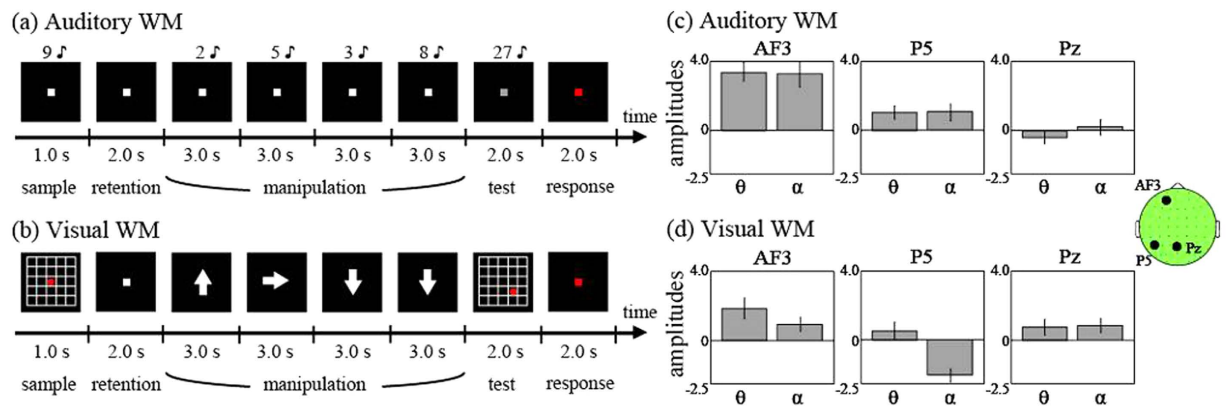 (a) Auditory WM
9♪ 2♪ 5♪ 3♪ 8♪ 27♪
time
1.0 s 2.0 s 3.0 s 3.0 s 3.0 s 3.0 s 2.0 s 2.0 s
sample retention manipulation test response
(b) Visual WM
time
1.0 s 2.0 s 3.0 s 3.0 s 3.0 s 3.0 s 2.0 s 2.0 s
sample retention manipulation test response
(c) Auditory WM
AF3 P5 Pz
amplitudes
4.0 4.0 4.0
0 0 0
-2.5 -2.5 -2.5
θ α θ α θ α
AF3
P5 Pz
(d) Visual WM
AF3 P5 Pz
amplitudes
4.0 4.0 4.0
0 0 0
-2.5 -2.5 -2.5
θ α θ α θ α